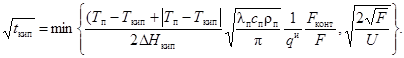 √t_кип = min { (T_п − T_кип + |T_п − T_кип| / 2ΔH_кип √(λ_п c_п ρ_п / π) 1/q^и F_конт/F, √(2√F / U) }.